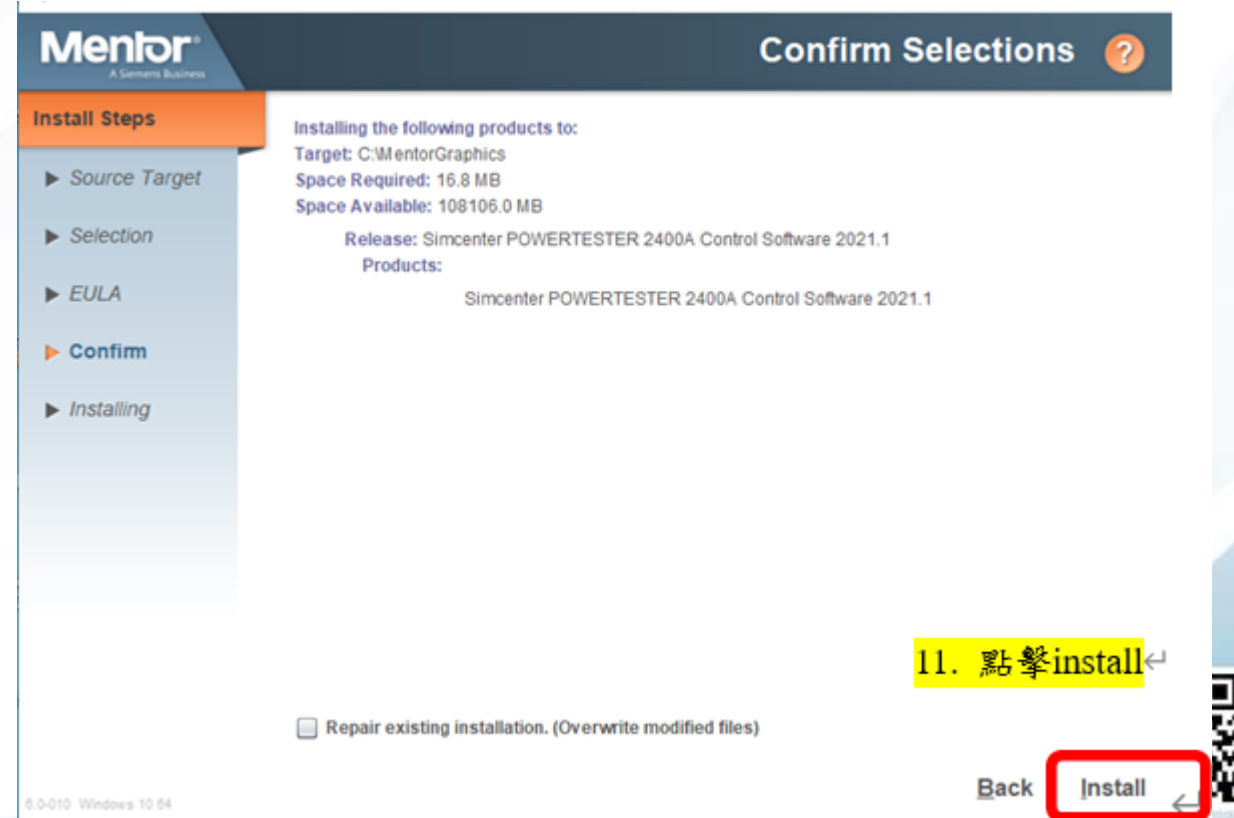 Mentor®
A Siemens Business
Confirm Selections ?
Install Steps
Source Target
Selection
EULA
Confirm
Installing
Installing the following products to:
Target: C:\MentorGraphics
Space Required: 16.8 MB
Space Available: 108106.0 MB
Release: Simcenter POWERTESTER 2400A Control Software 2021.1
Products:
Simcenter POWERTESTER 2400A Control Software 2021.1
11. 點擊install↵
Repair existing installation. (Overwrite modified files)
Back Install ↵
6.0-010 Windows 10 64